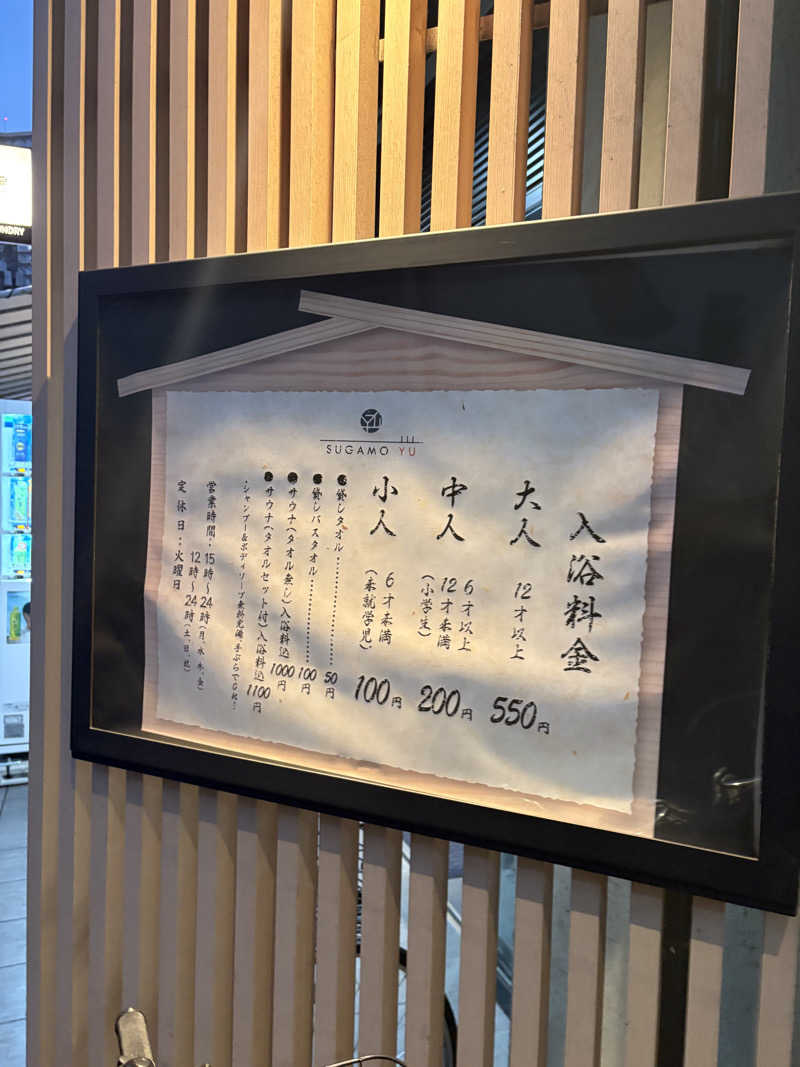 SUGAMO YU
入浴料金
大人 12才以上 550円
中人 6才以上
12才未満
(小学生) 200円
小人 6才未満
(未就学児) 100円
●貸しタオル……………50円
●貸しバスタオル…………100円
●サウナ(タオル無し)入浴料込 1000円
●サウナ(タオルセット付)入浴料込 1100円
・シャンプー&ボディソープ無料完備、手ぶらでOK!
営業時間:15時~24時(月、水、木、金)
12時~24時(土、日、祝)
定休日:火曜日